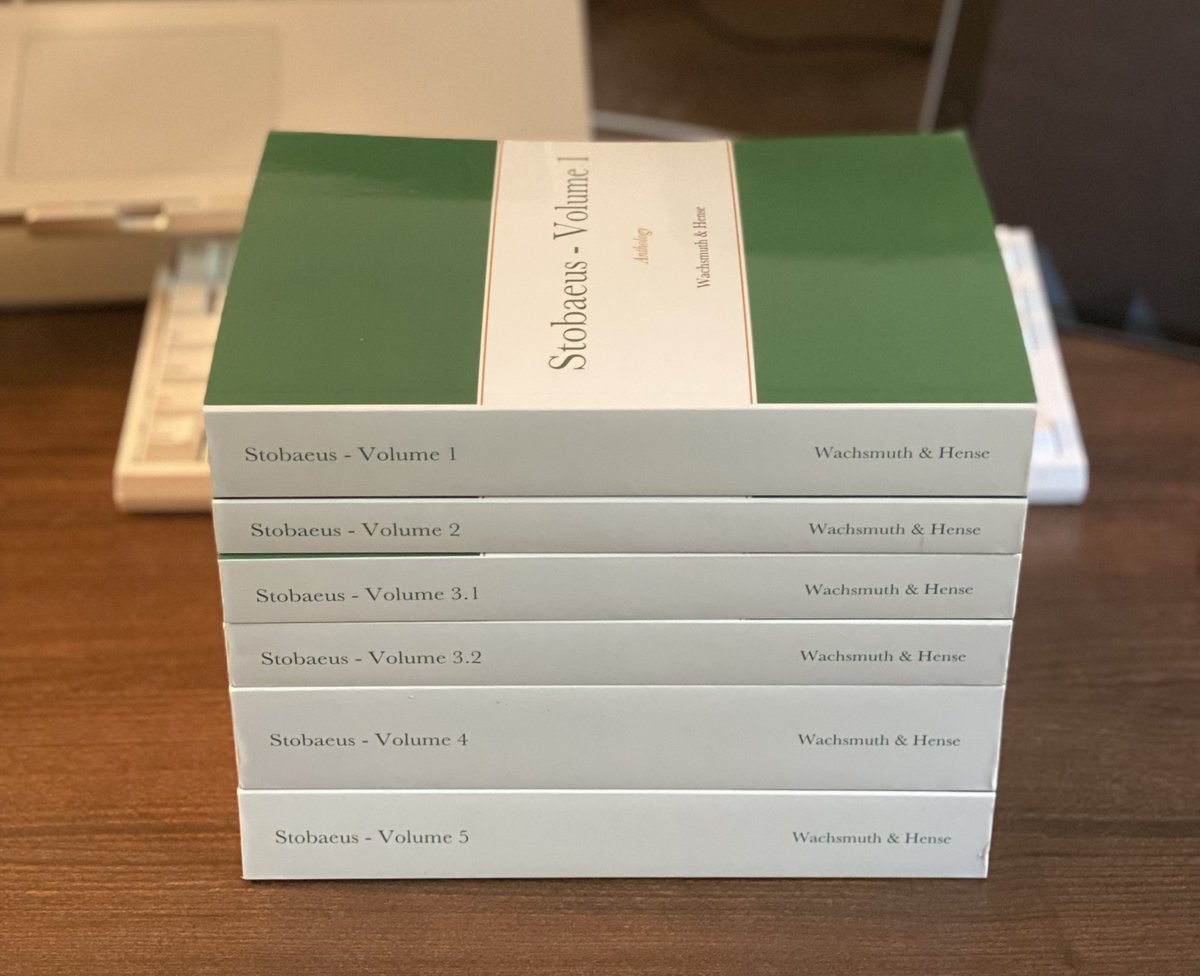 Stobaeus - Volume 1
Anthology
Wachsmuth & Hense
Stobaeus - Volume 1 Wachsmuth & Hense
Stobaeus - Volume 2 Wachsmuth & Hense
Stobaeus - Volume 3.1 Wachsmuth & Hense
Stobaeus - Volume 3.2 Wachsmuth & Hense
Stobaeus - Volume 4 Wachsmuth & Hense
Stobaeus - Volume 5 Wachsmuth & Hense